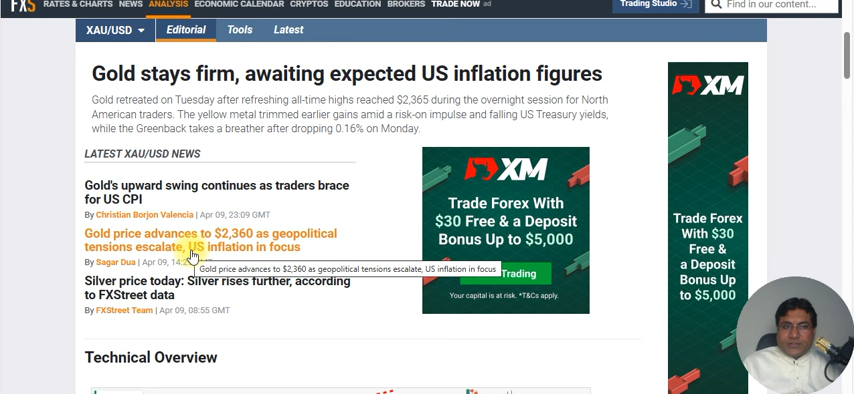 FXS RATES & CHARTS NEWS ANALYSIS ECONOMIC CALENDAR CRYPTOS EDUCATION BROKERS TRADE NOW ad Trading Studio Find in our content...
XAU/USD Editorial Tools Latest
Gold stays firm, awaiting expected US inflation figures
Gold retreated on Tuesday after refreshing all-time highs reached $2,365 during the overnight session for North
American traders. The yellow metal trimmed earlier gains amid a risk-on impulse and falling US Treasury yields,
while the Greenback takes a breather after dropping 0.16% on Monday.
LATEST XAU/USD NEWS
Gold's upward swing continues as traders brace
for US CPI
By Christian Borjon Valencia | Apr 09, 23:09 GMT
Gold price advances to $2,360 as geopolitical
tensions escalate, US inflation in focus
By Sagar Dua | Apr 09,
Gold price advances to $2,360 as geopolitical tensions escalate, US inflation in focus
Silver price today: Silver rises further, according
to FXStreet data
By FXStreet Team | Apr 09, 08:55 GMT
Technical Overview
XM
Trade Forex With
$30 Free & a Deposit
Bonus Up to $5,000
Trading
Your capital is at risk. *T&Cs apply.
XM
Trade Forex
With $30
Free &
a Deposit
Bonus Up
to $5,000